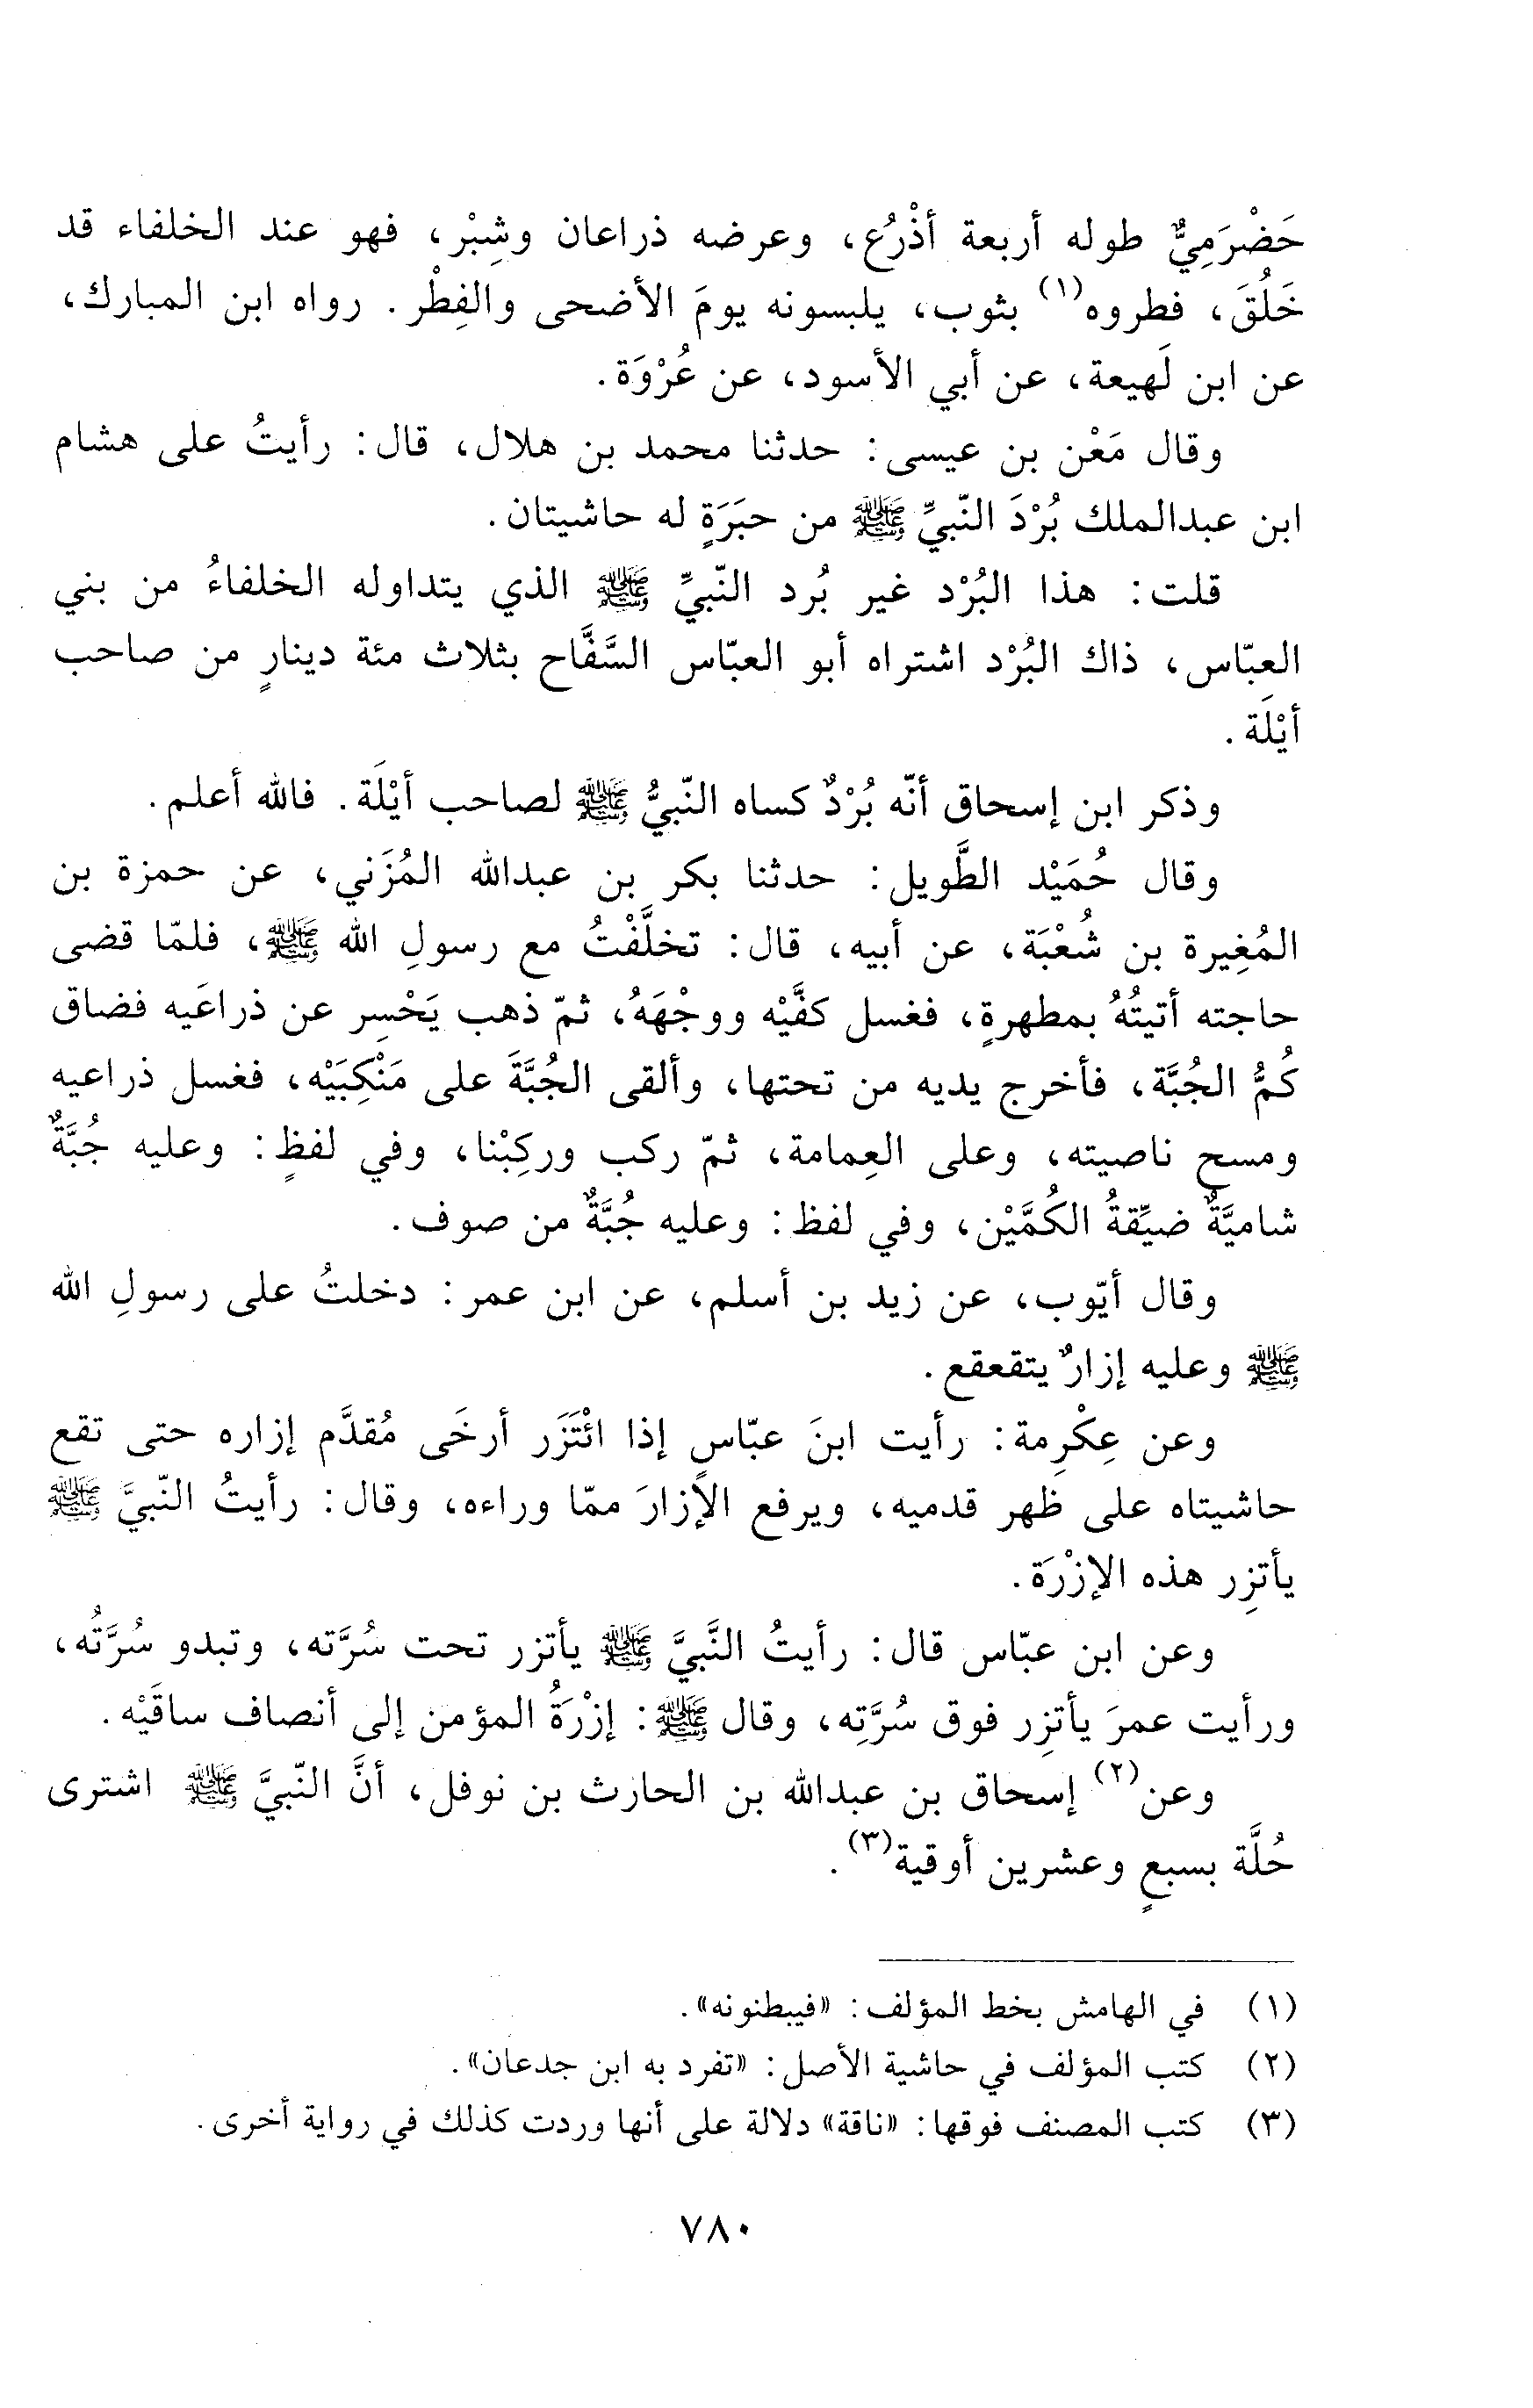 حَضْرَمِيٌّ طوله أربعة أذْرُع، وعرضه ذراعان وشِبْر، فهو عند الخلفاء قد
خَلُقَ، فطروه(١) بثوب، يلبسونه يومَ الأضحى والفِطْر. رواه ابن المبارك،
عن ابن لَهيعة، عن أبي الأسود، عن عُرْوَة.
وقال مَعْن بن عيسى: حدثنا محمد بن هلال، قال: رأيتُ على هشام
ابن عبدالملك بُرْدَ النّبيِّ ﷺ من حبَرَةٍ له حاشيتان.
قلت: هذا البُرْد غير بُرد النّبيِّ ﷺ الذي يتداوله الخلفاءُ من بني
العبّاس، ذاك البُرْد اشتراه أبو العبّاس السَّفَّاح بثلاث مئة دينارٍ من صاحب
أيْلَة.
وذكر ابن إسحاق أنّه بُرْدٌ كساه النّبيُّ ﷺ لصاحب أيْلَة. فالله أعلم.
وقال حُمَيْد الطَّويل: حدثنا بكر بن عبدالله المُزَني، عن حمزة بن
المُغِيرة بن شُعْبَة، عن أبيه، قال: تخلَّفْتُ مع رسولِ الله ﷺ، فلمّا قضى
حاجته أتيتُهُ بمطهرةٍ، فغسل كفَّيْه ووجْهَهُ، ثمّ ذهب يَحْسِر عن ذراعَيه فضاق
كُمُّ الجُبَّة، فأخرج يديه من تحتها، وألقى الجُبَّةَ على مَنْكِبَيْه، فغسل ذراعيه
ومسح ناصيته، وعلى العِمامة، ثمّ ركب وركِبْنا، وفي لفظٍ: وعليه جُبَّةٌ
شاميَّةٌ ضيِّقةُ الكُمَّيْن، وفي لفظ: وعليه جُبَّةٌ من صوف.
وقال أيّوب، عن زيد بن أسلم، عن ابن عمر: دخلتُ على رسولِ الله
ﷺ وعليه إزارٌ يتقعقع.
وعن عِكْرِمة: رأيت ابنَ عبّاسٍ إذا ائْتَزَر أرخَى مُقدَّم إزاره حتى تقع
حاشيتاه على ظهر قدميه، ويرفع الإزارَ ممّا وراءه، وقال: رأيتُ النّبيَّ ﷺ
يأتزِر هذه الإزْرَة.
وعن ابن عبّاس قال: رأيتُ النَّبيَّ ﷺ يأتزر تحت سُرَّته، وتبدو سُرَّتُه،
ورأيت عمرَ يأتزِر فوق سُرَّتِه، وقال ﷺ: إزْرَةُ المؤمن إلى أنصاف ساقَيْه.
وعن(٢) إسحاق بن عبدالله بن الحارث بن نوفل، أنَّ النّبيَّ ﷺ اشترى
حُلَّة بسبعٍ وعشرين أوقية(٣).
(١) في الهامش بخط المؤلف: «فيبطنونه».
(٢) كتب المؤلف في حاشية الأصل: «تفرد به ابن جدعان».
(٣) كتب المصنف فوقها: «ناقة» دلالة على أنها وردت كذلك في رواية أخرى.
٧٨٠